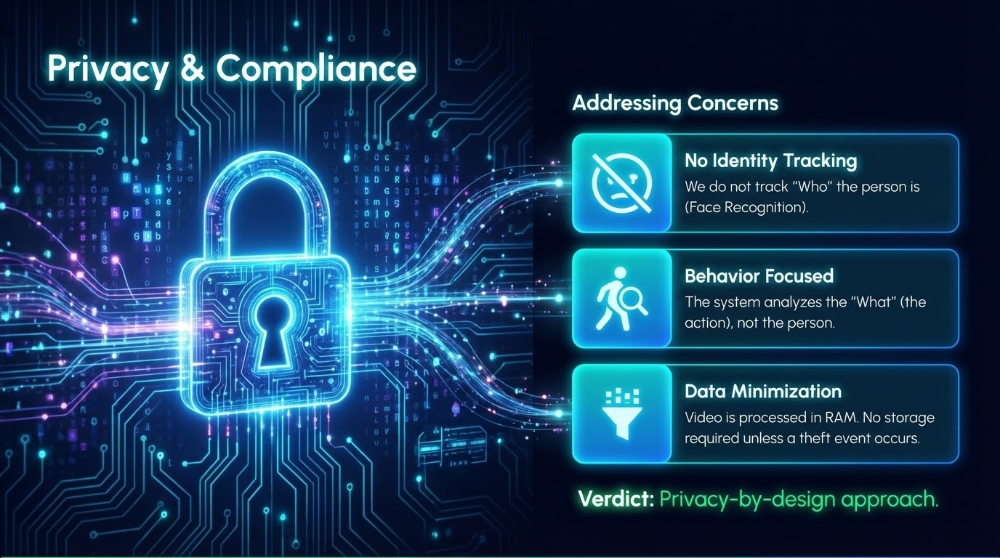 Privacy & Compliance
Addressing Concerns
No Identity Tracking
We do not track "Who" the person is
(Face Recognition).
Behavior Focused
The system analyzes the "What" (the
action), not the person.
Data Minimization
Video is processed in RAM. No storage
required unless a theft event occurs.
Verdict: Privacy-by-design approach.